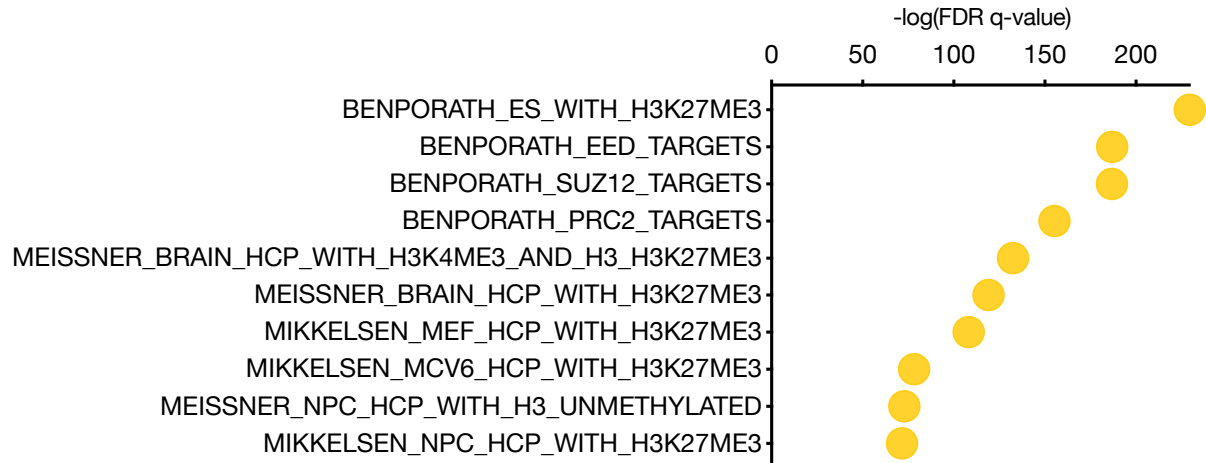 -log(FDR q-value)
0 50 100 150 200
BENPORATH_ES_WITH_H3K27ME3
BENPORATH_EED_TARGETS
BENPORATH_SUZ12_TARGETS
BENPORATH_PRC2_TARGETS
MEISSNER_BRAIN_HCP_WITH_H3K4ME3_AND_H3_H3K27ME3
MEISSNER_BRAIN_HCP_WITH_H3K27ME3
MIKKELSEN_MEF_HCP_WITH_H3K27ME3
MIKKELSEN_MCV6_HCP_WITH_H3K27ME3
MEISSNER_NPC_HCP_WITH_H3_UNMETHYLATED
MIKKELSEN_NPC_HCP_WITH_H3K27ME3